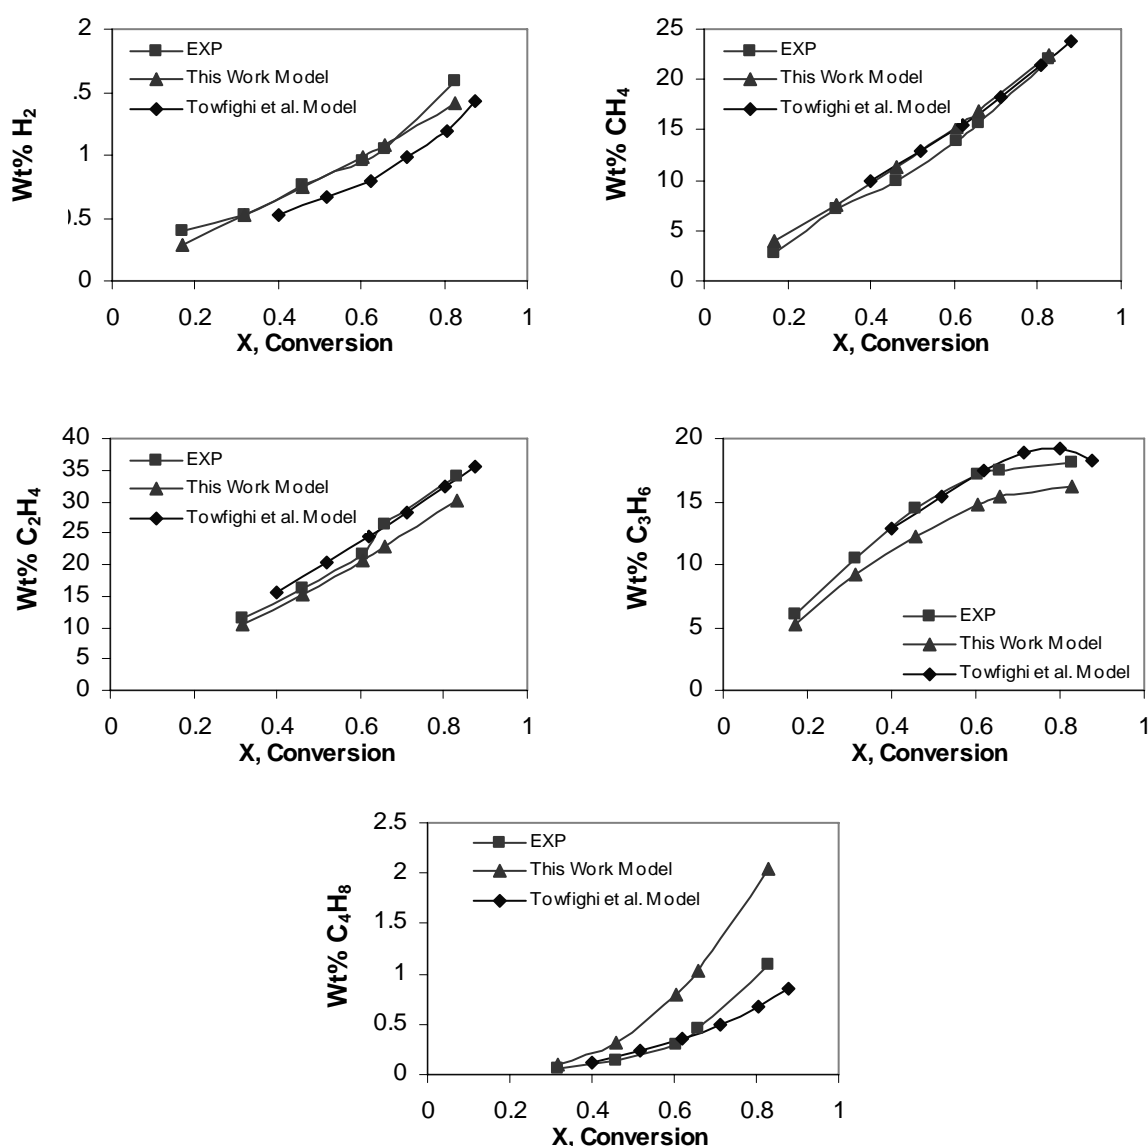 2
.5
1
).5
0
Wt% H₂
EXP
This Work Model
Towfighi et al. Model
0 0.2 0.4 0.6 0.8 1
X, Conversion
25
20
15
10
5
0
Wt% CH₄
EXP
This Work Model
Towfighi et al. Model
0 0.2 0.4 0.6 0.8 1
X, Conversion
40
35
30
25
20
15
10
5
0
Wt% C₂H₄
EXP
This Work Model
Towfighi et al. Model
0 0.2 0.4 0.6 0.8 1
X, Conversion
20
15
10
5
0
Wt% C₃H₆
EXP
This Work Model
Towfighi et al. Model
0 0.2 0.4 0.6 0.8 1
X, Conversion
2.5
2
1.5
1
0.5
0
Wt% C₄H₈
EXP
This Work Model
Towfighi et al. Model
0 0.2 0.4 0.6 0.8 1
X, Conversion